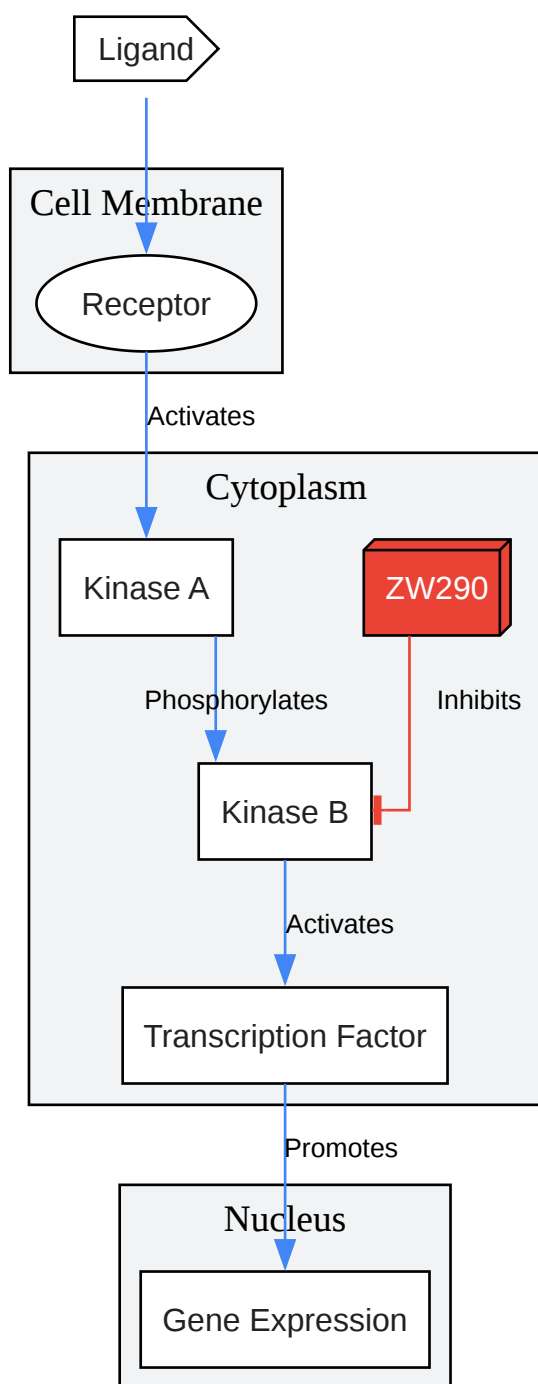 Ligand
Cell Membrane
Receptor
Activates
Cytoplasm
Kinase A
ZW290
Phosphorylates
Inhibits
Kinase B
Activates
Transcription Factor
Promotes
Nucleus
Gene Expression